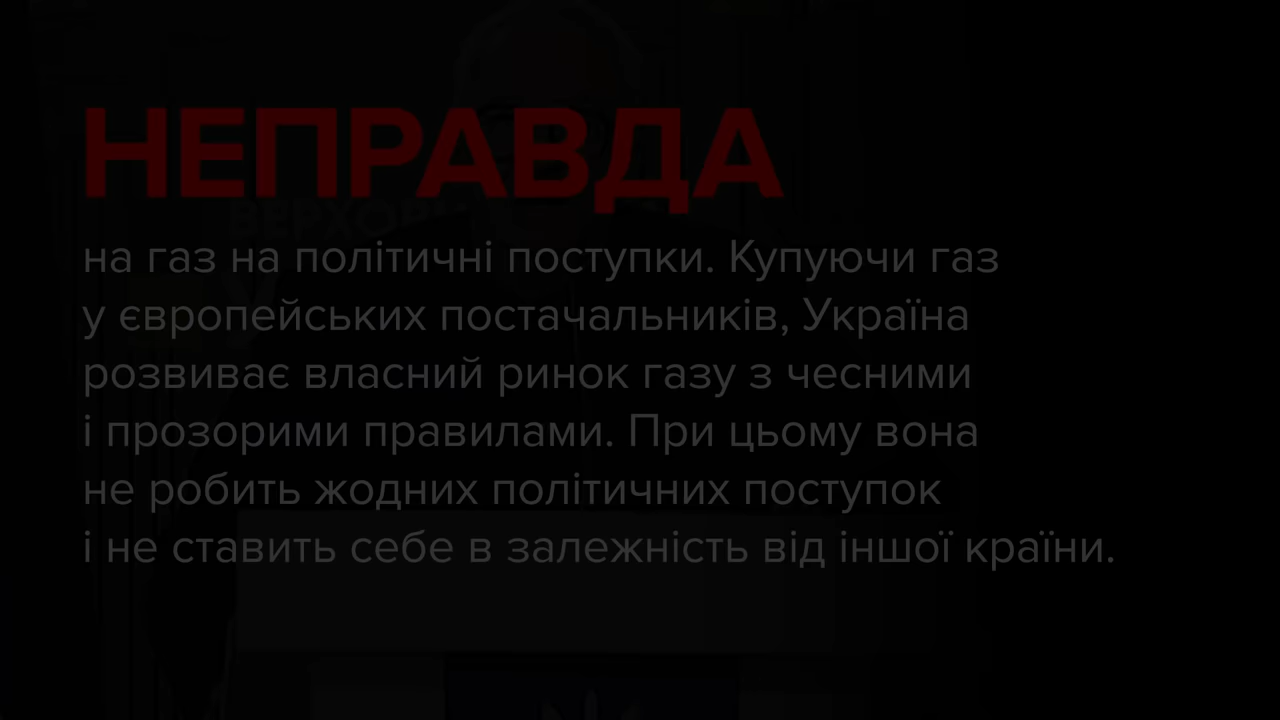 НЕПРАВДА
ВЕРХОВН
на газ на політичні поступки. Купуючи газ
у європейських постачальників, Україна
розвиває власний ринок газу з чесними
і прозорими правилами. При цьому вона
не робить жодних політичних поступок
і не ставить себе в залежність від іншої країни.